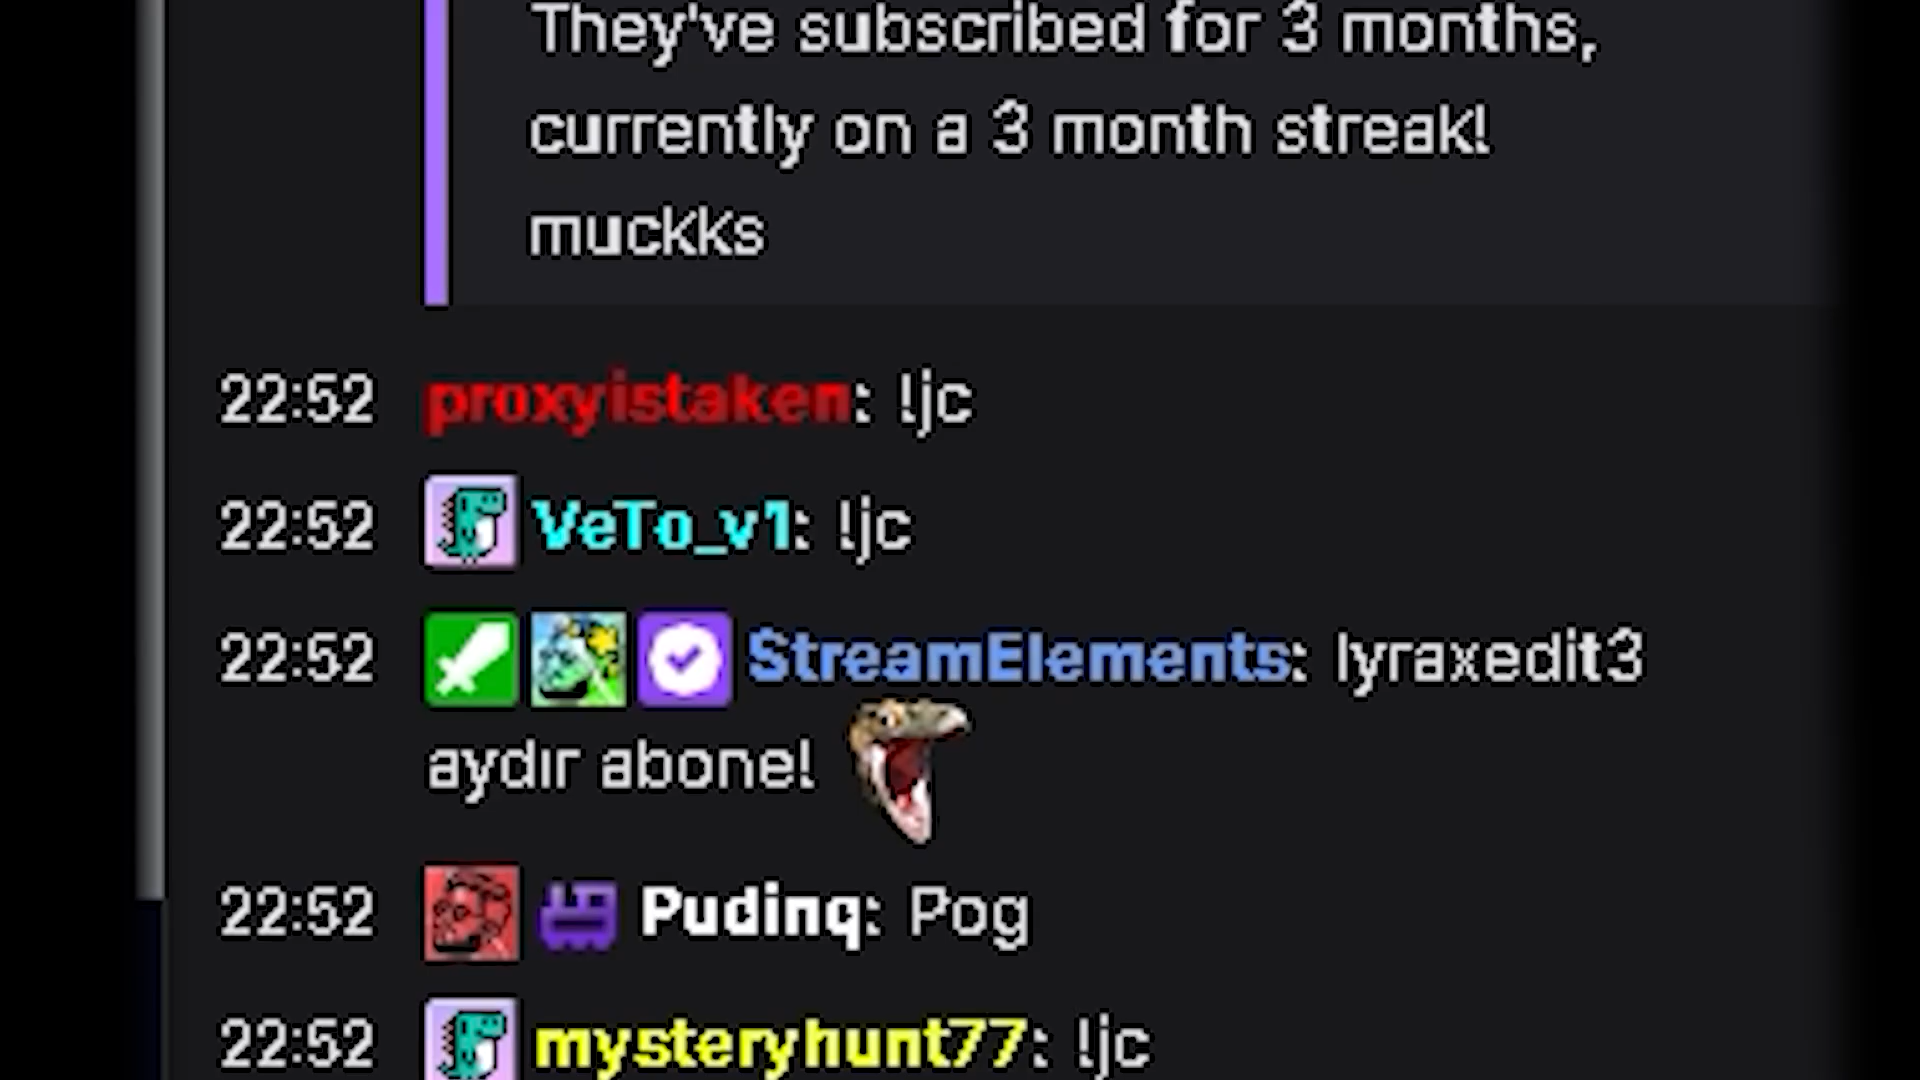 They've subscribed for 3 months,
currently on a 3 month streak!
muckks
22:52 proxyistaken: !jc
22:52 VeTo_v1: !jc
22:52 StreamElements: lyraxedit3
aydır abone!
22:52 Pudinq: Pog
22:52 mysteryhunt77: !jc